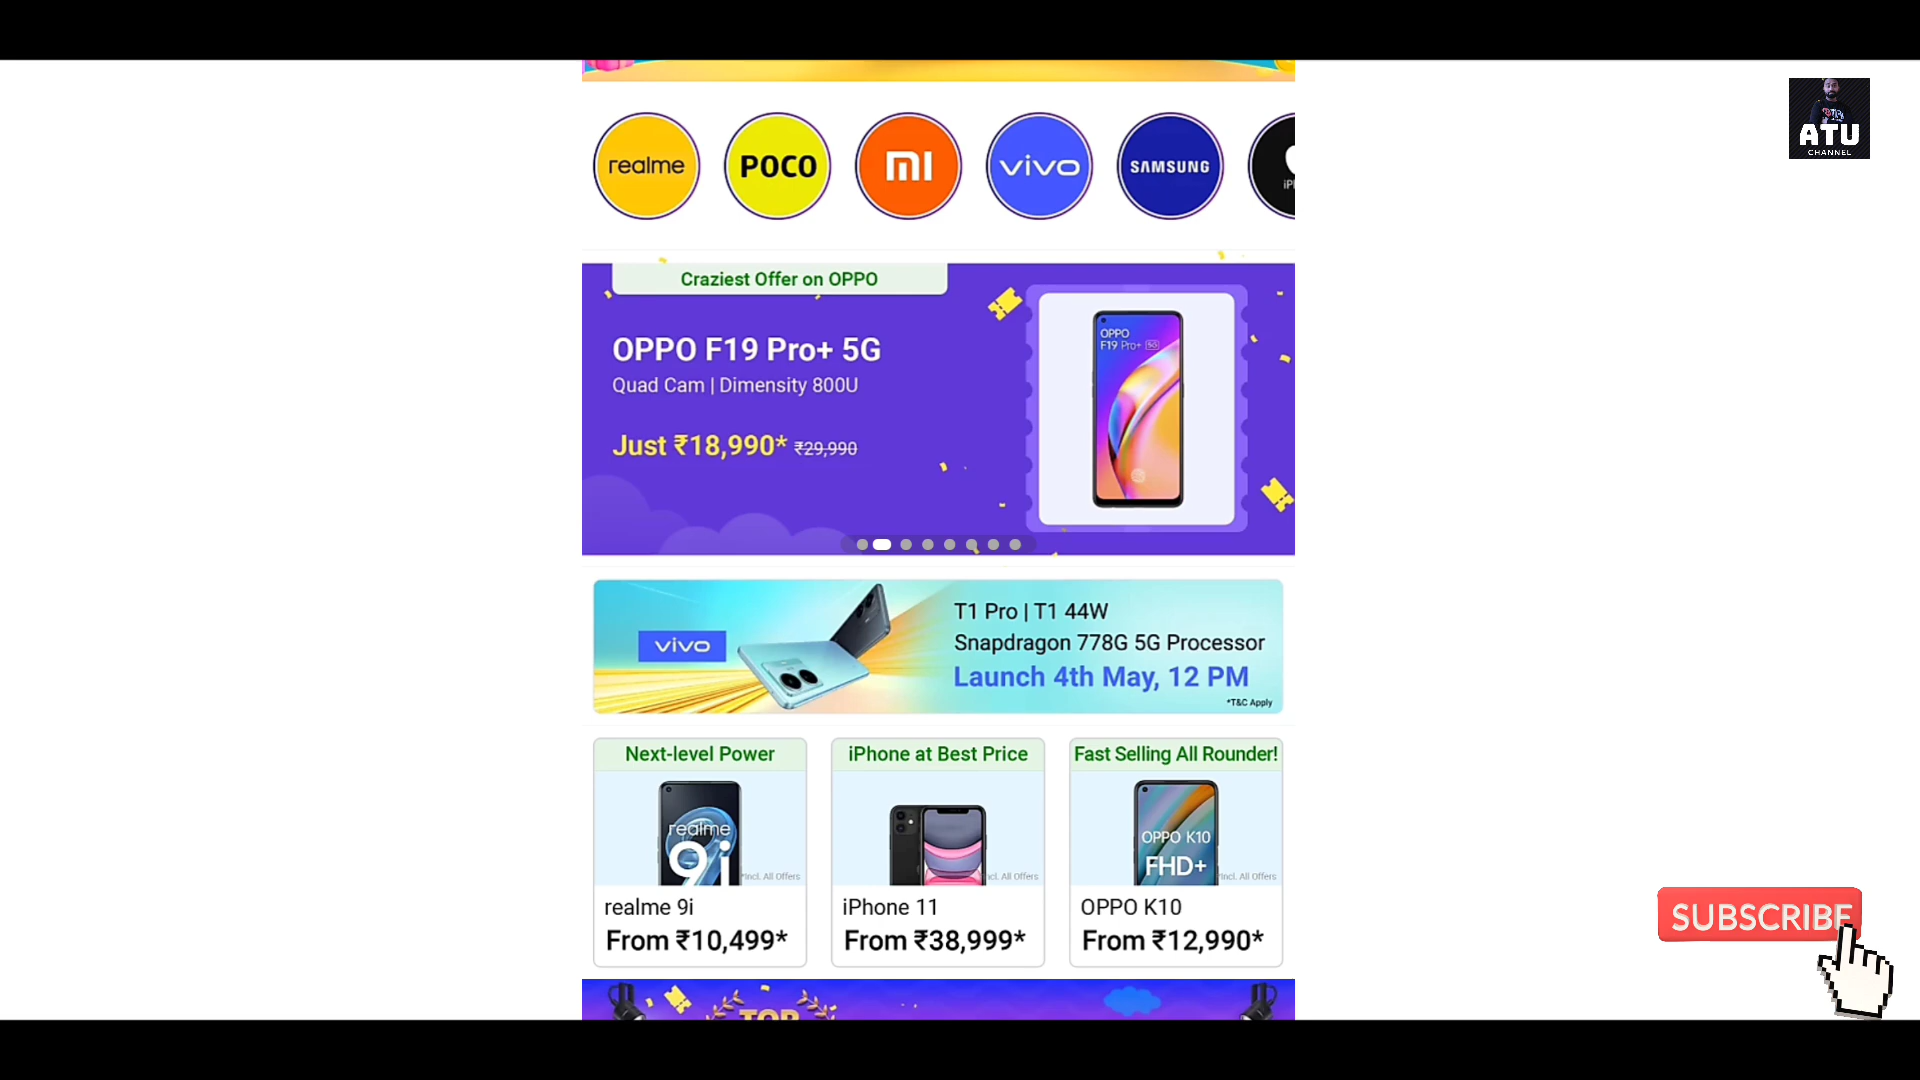 ATU
CHANNEL
realme
POCO
mi
vivo
SAMSUNG
Craziest Offer on OPPO
OPPO F19 Pro+ 5G
Quad Cam | Dimensity 800U
Just ₹18,990* ₹29,990
OPPO
F19 Pro+ 5G
vivo
T1 Pro | T1 44W
Snapdragon 778G 5G Processor
Launch 4th May, 12 PM
*T&C Apply
Next-level Power
realme
9i
*Incl. All Offers
realme 9i
From ₹10,499*
iPhone at Best Price
Incl. All Offers
iPhone 11
From ₹38,999*
Fast Selling All Rounder!
OPPO K10
FHD+
*Incl. All Offers
OPPO K10
From ₹12,990*
SUBSCRIBE
TOP